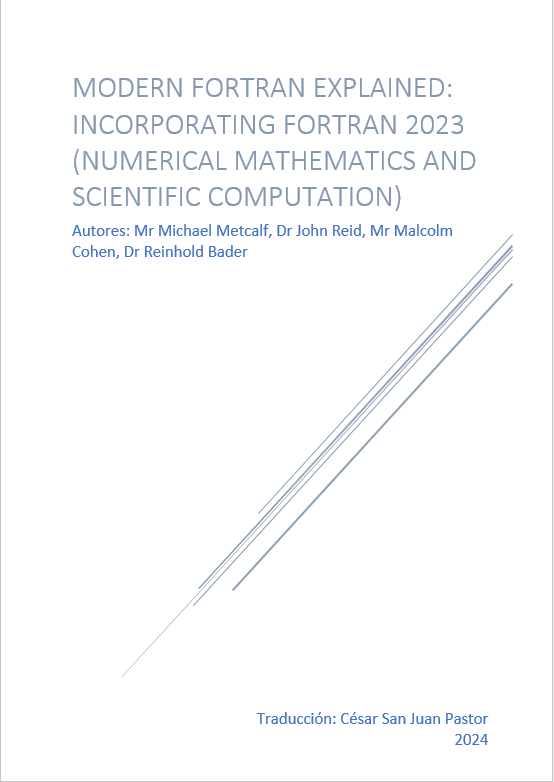 MODERN FORTRAN EXPLAINED:
INCORPORATING FORTRAN 2023
(NUMERICAL MATHEMATICS AND
SCIENTIFIC COMPUTATION)
Autores: Mr Michael Metcalf, Dr John Reid, Mr Malcolm
Cohen, Dr Reinhold Bader
Traducción: César San Juan Pastor
2024